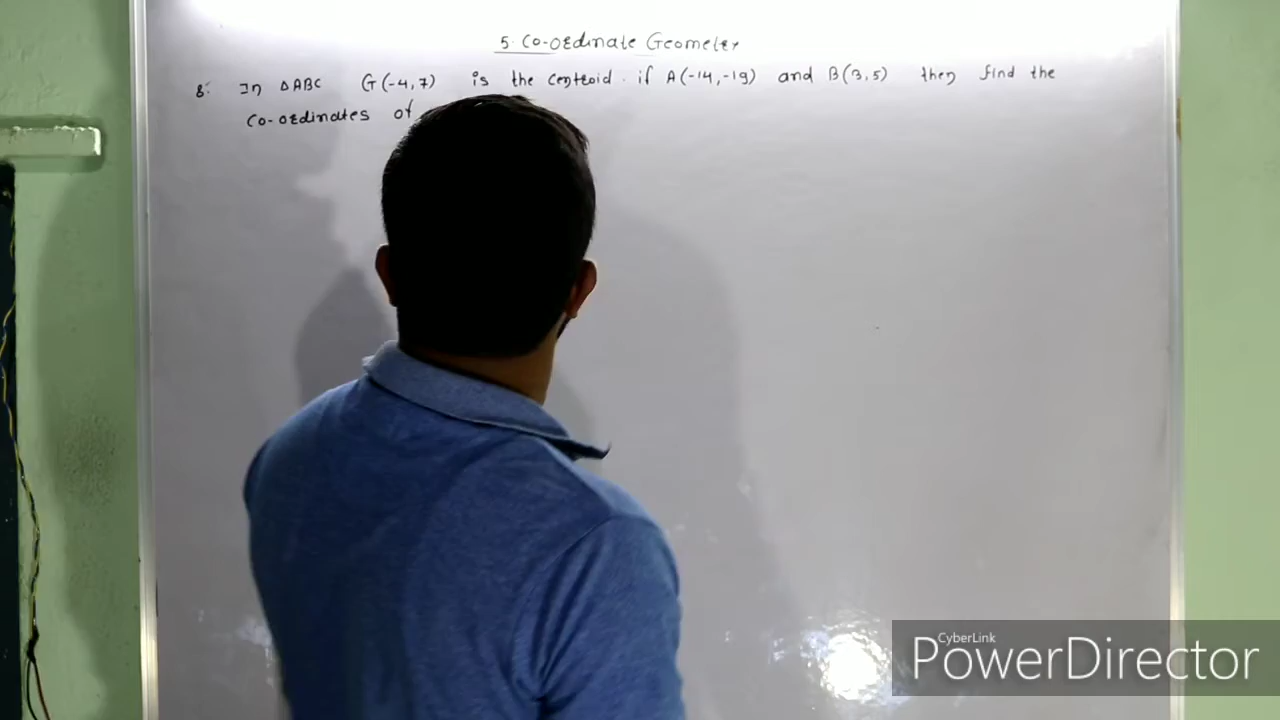 5. Co-ordinate Geometry
8. In △ABC G(-4,7) is the centroid. if A(-14,-19) and B(3,5) then find the
Co-ordinates of
CyberLink
PowerDirector